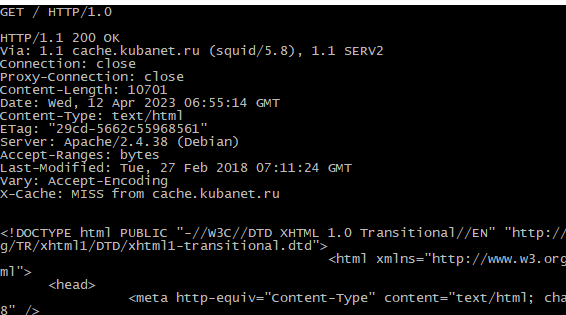 GET / HTTP/1.0

HTTP/1.1 200 OK
Via: 1.1 cache.kubanet.ru (squid/5.8), 1.1 SERV2
Connection: close
Proxy-Connection: close
Content-Length: 10701
Date: Wed, 12 Apr 2023 06:55:14 GMT
Content-Type: text/html
ETag: "29cd-5662c55968561"
Server: Apache/2.4.38 (Debian)
Accept-Ranges: bytes
Last-Modified: Tue, 27 Feb 2018 07:11:24 GMT
Vary: Accept-Encoding
X-Cache: MISS from cache.kubanet.ru

<!DOCTYPE html PUBLIC "-//W3C//DTD XHTML 1.0 Transitional//EN" "http://
g/TR/xhtml1/DTD/xhtml1-transitional.dtd">
<html xmlns="http://www.w3.org
ml">
<head>
<meta http-equiv="Content-Type" content="text/html; cha
8" />